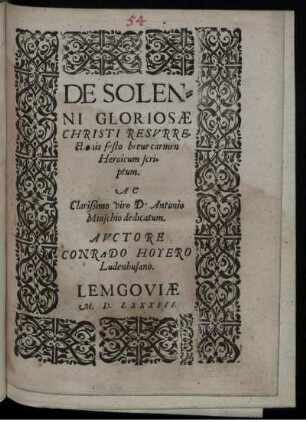 54
DE SOLEN-
NI GLORIOSÆ
CHRISTI RESVRRE-
ctionis festo breue carmen
Heroicum scri-
ptum.
AC
Clarißimo viro D. Antonio
Minschio dedicatum.
AVCTORE
CONRADO HOYERO
Ludenhusano.
LEMGOVIÆ
M. D. LXXXIII.